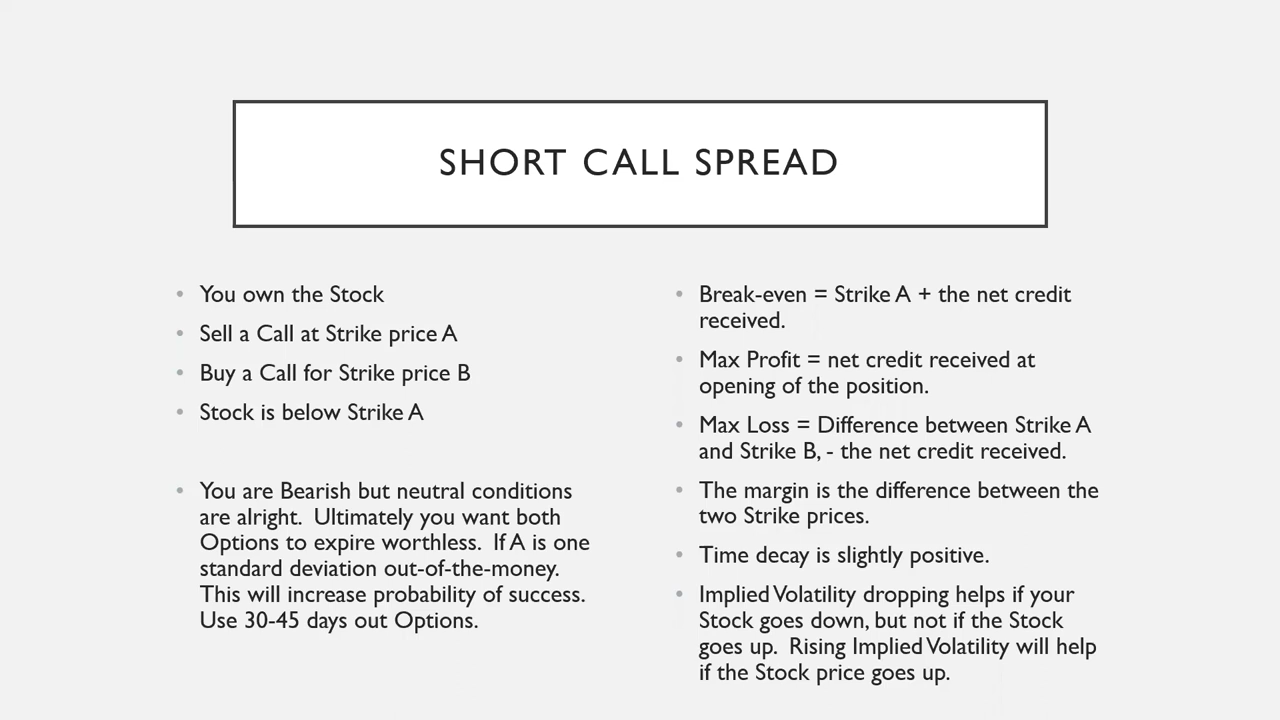 SHORT CALL SPREAD
• You own the Stock
• Sell a Call at Strike price A
• Buy a Call for Strike price B
• Stock is below Strike A
• You are Bearish but neutral conditions
are alright.  Ultimately you want both
Options to expire worthless.  If A is one
standard deviation out-of-the-money.
This will increase probability of success.
Use 30-45 days out Options.
• Break-even = Strike A + the net credit
received.
• Max Profit = net credit received at
opening of the position.
• Max Loss = Difference between Strike A
and Strike B, - the net credit received.
• The margin is the difference between the
two Strike prices.
• Time decay is slightly positive.
• Implied Volatility dropping helps if your
Stock goes down, but not if the Stock
goes up.  Rising Implied Volatility will help
if the Stock price goes up.